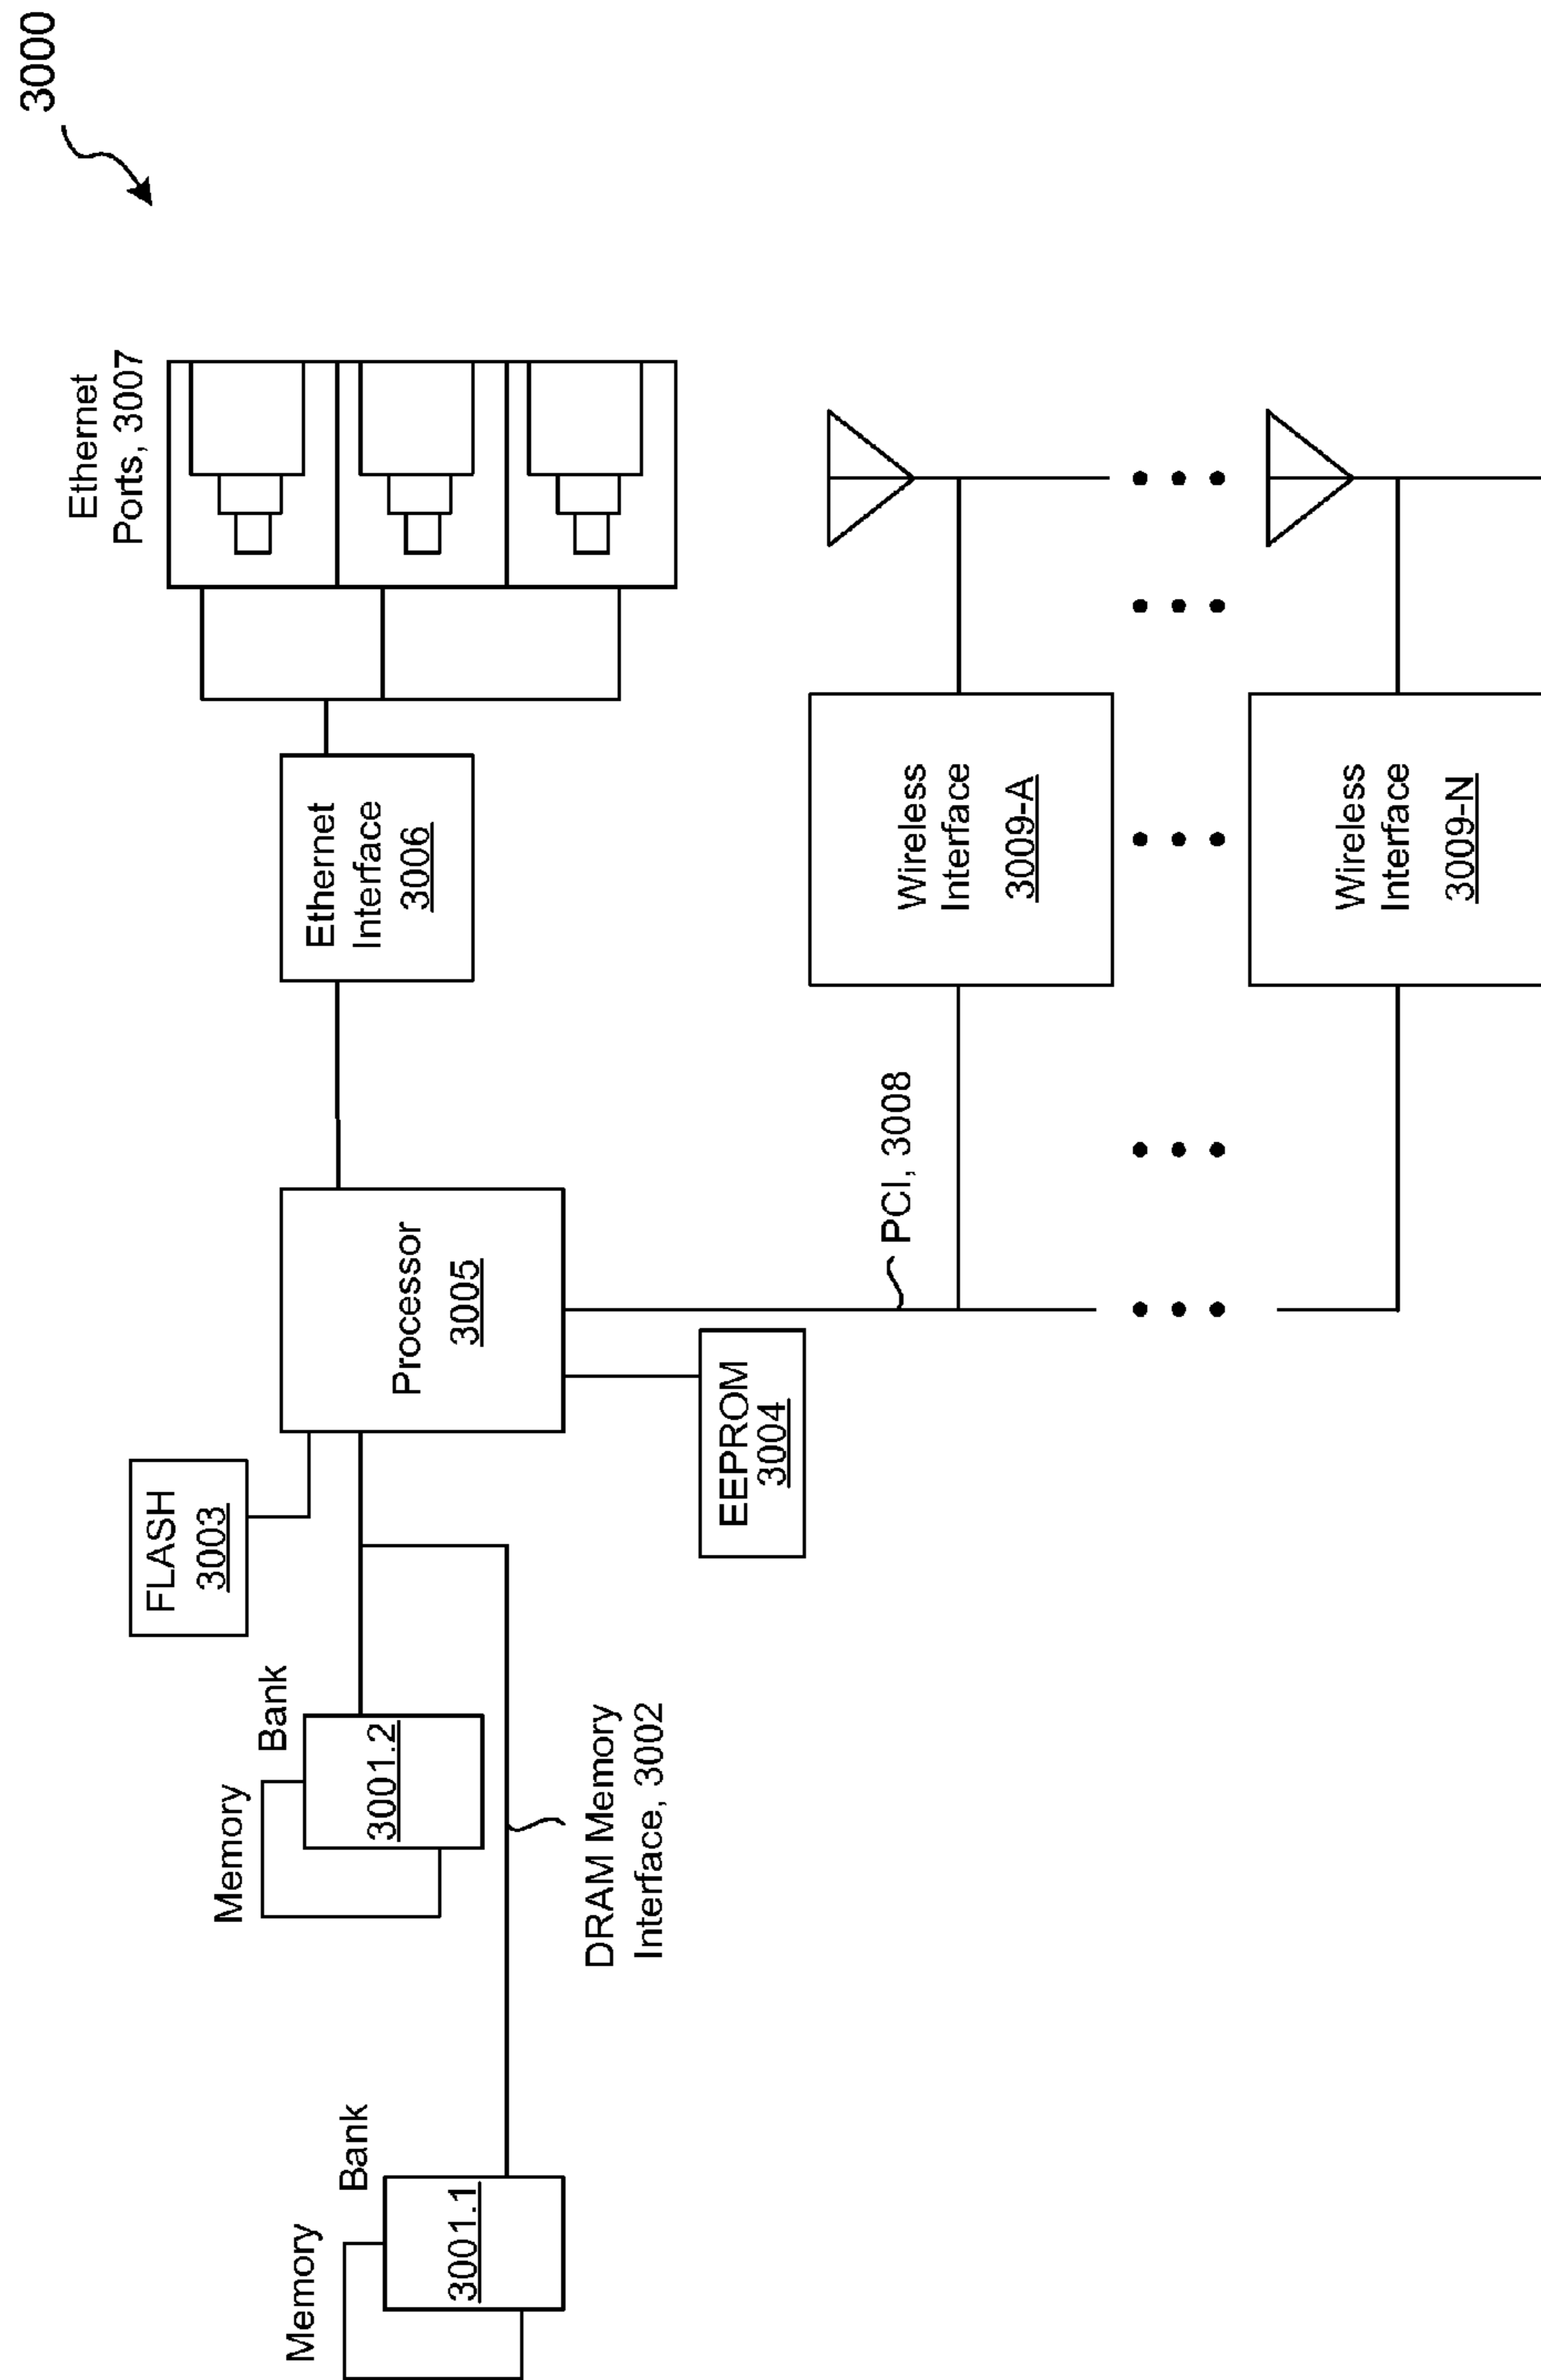 3000
Ethernet
Ports, 3007
Ethernet
Interface
3006
Processor
3005
FLASH
3003
Memory
Bank
3001.2
Memory
Bank
3001.1
DRAM Memory
Interface, 3002
EEPROM
3004
PCI, 3008
Wireless
Interface
3009-A
Wireless
Interface
3009-N